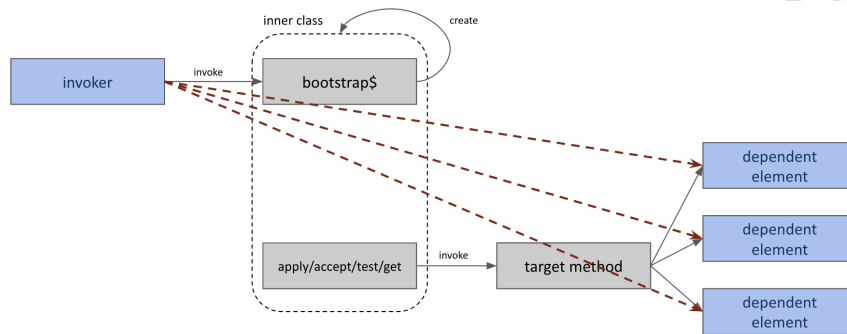 inner class
create
invoker
invoke
bootstrap$
dependent
element
dependent
element
apply/accept/test/get
invoke
target method
dependent
element